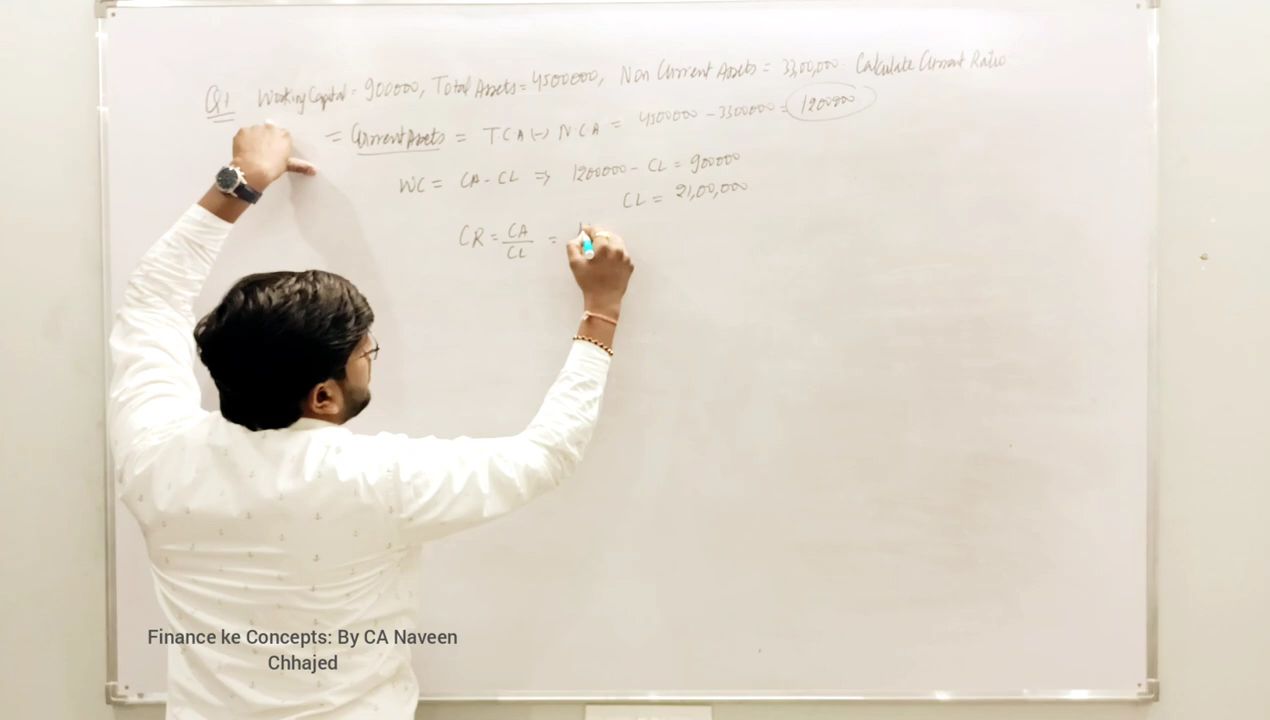 Q1 Working Capital = 900000, Total Assets = 4500000, Non Current Assets = 33,00,000. Calculate Current Ratio
= Current Assets = TCA (-) NCA = 4500000 - 3300000 = 1200000
WC = CA - CL ⇒ 1200000 - CL = 900000
CL = 21,00,000
CR = CA/CL = 1
Finance ke Concepts: By CA Naveen
Chhajed